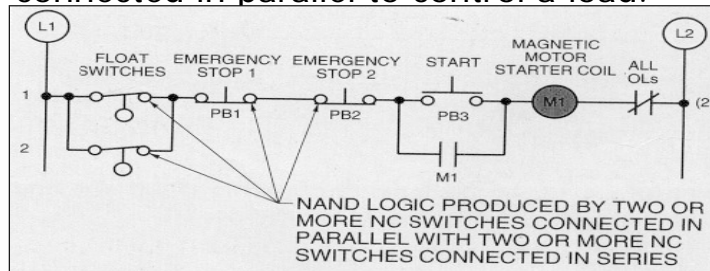 connected in parallel to control a load.
L1
L2
FLOAT SWITCHES
EMERGENCY STOP 1
EMERGENCY STOP 2
START
MAGNETIC MOTOR STARTER COIL
ALL OLs
1
PB1
PB2
PB3
M1
(2
2
M1
NAND LOGIC PRODUCED BY TWO OR
MORE NC SWITCHES CONNECTED IN
PARALLEL WITH TWO OR MORE NC
SWITCHES CONNECTED IN SERIES